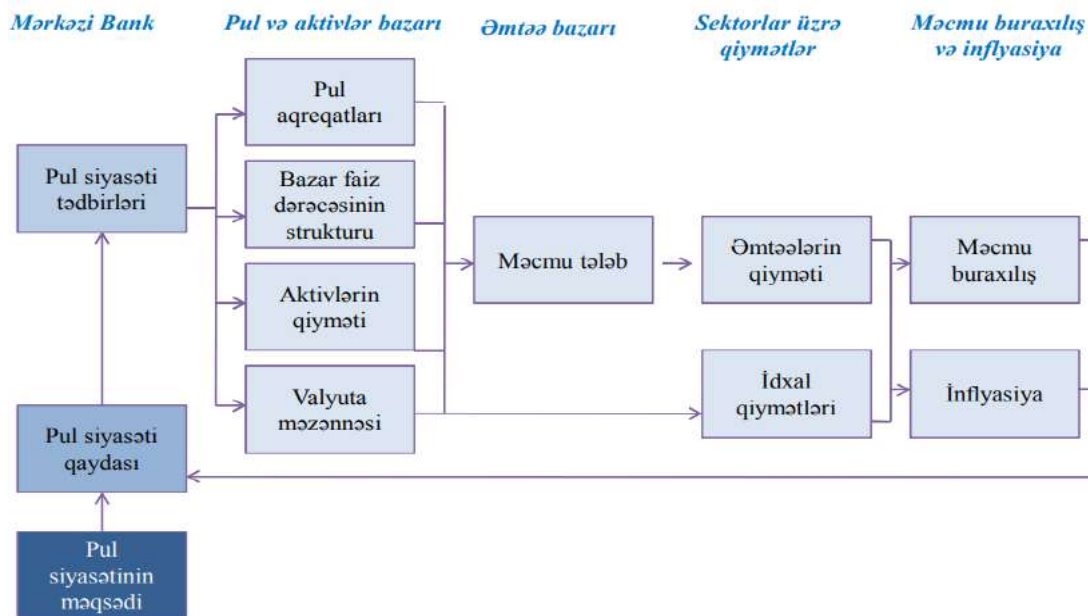 Mərkəzi Bank
Pul və aktivlər bazarı
Əmtəə bazarı
Sektorlar üzrə
qiymətlər
Məcmu buraxılış
və inflyasiya
Pul siyasəti
tədbirləri
Pul siyasəti
qaydası
Pul
siyasətinin
məqsədi
Pul
aqreqatları
Bazar faiz
dərəcəsinin
strukturu
Aktivlərin
qiyməti
Valyuta
məzənnəsi
Məcmu tələb
Əmtəələrin
qiyməti
İdxal
qiymətləri
Məcmu
buraxılış
İnflyasiya